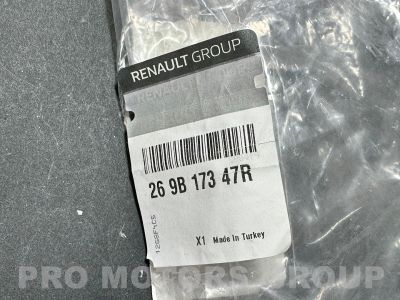 RENAULT GROUP
26 9B 173 47R
X1 Made in Turkey
PRO MOTORS GROUP